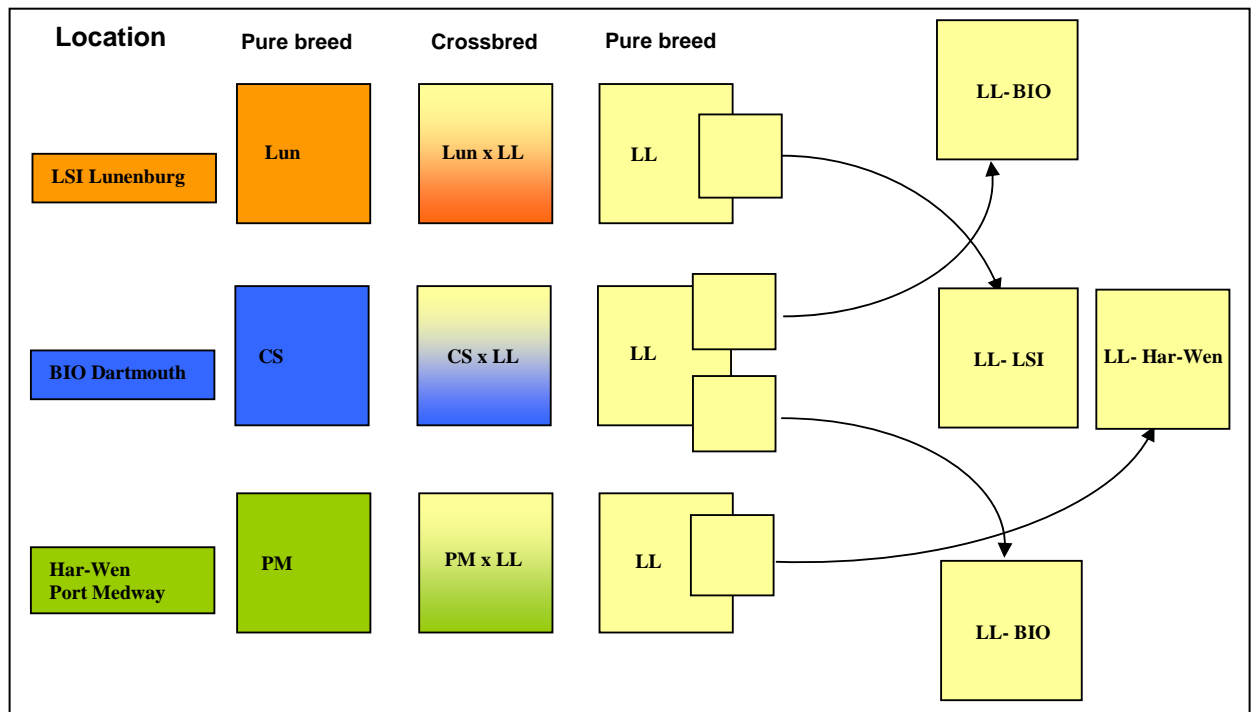 Location
Pure breed
Crossbred
Pure breed
LL- BIO
LSI Lunenburg
Lun
Lun x LL
LL
BIO Dartmouth
CS
CS x LL
LL
LL- LSI
LL- Har-Wen
Har-Wen
Port Medway
PM
PM x LL
LL
LL- BIO